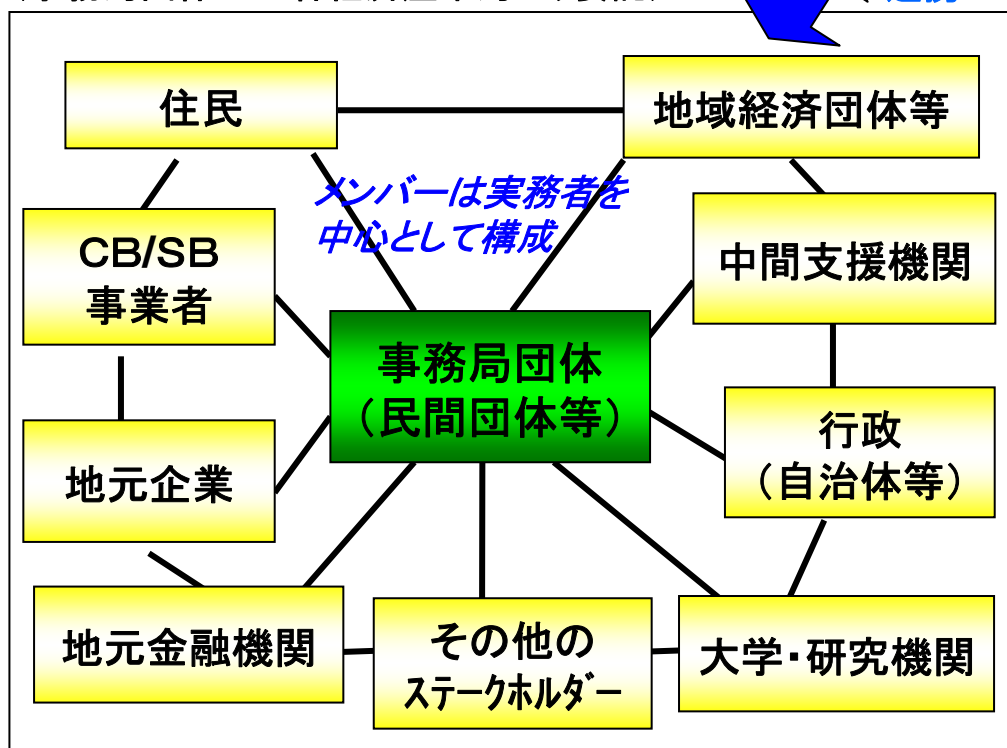 連携
住民
地域経済団体等
メンバーは実務者を
中心として構成
CB/SB
事業者
中間支援機関
事務局団体
（民間団体等）
行政
（自治体等）
地元企業
地元金融機関
その他の
ステークホルダー
大学・研究機関